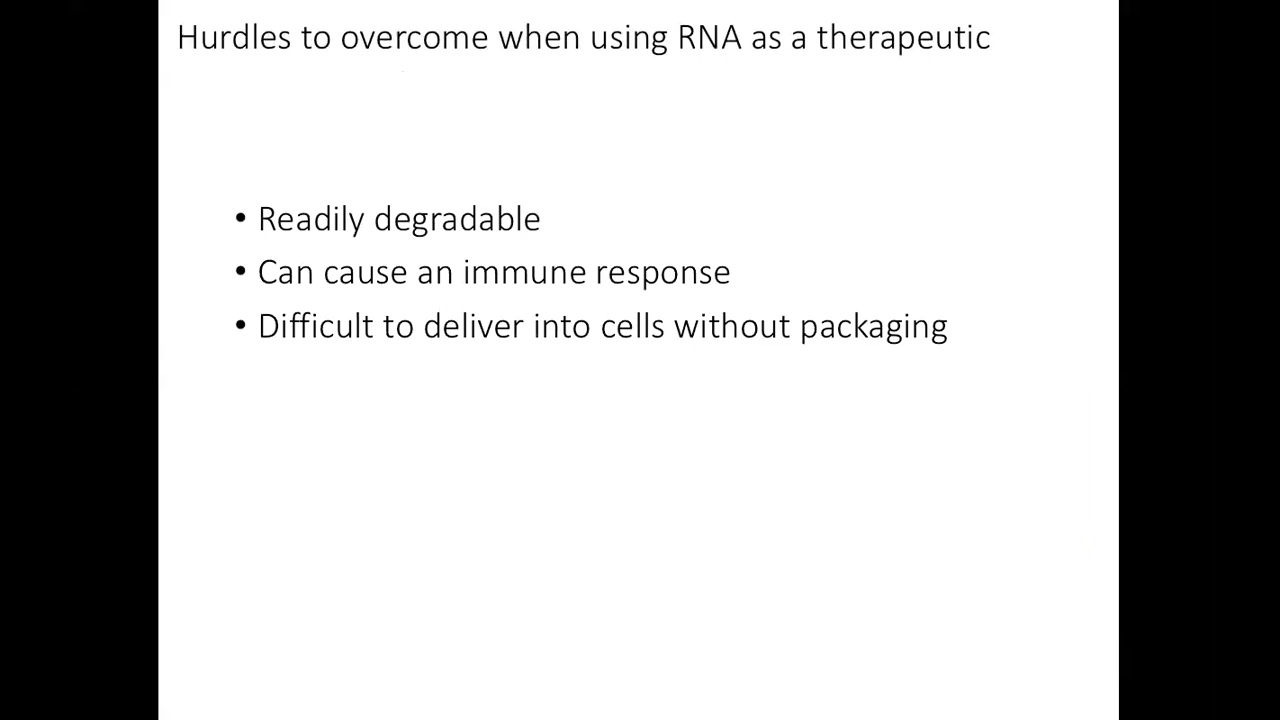 Hurdles to overcome when using RNA as a therapeutic
• Readily degradable
• Can cause an immune response
• Difficult to deliver into cells without packaging